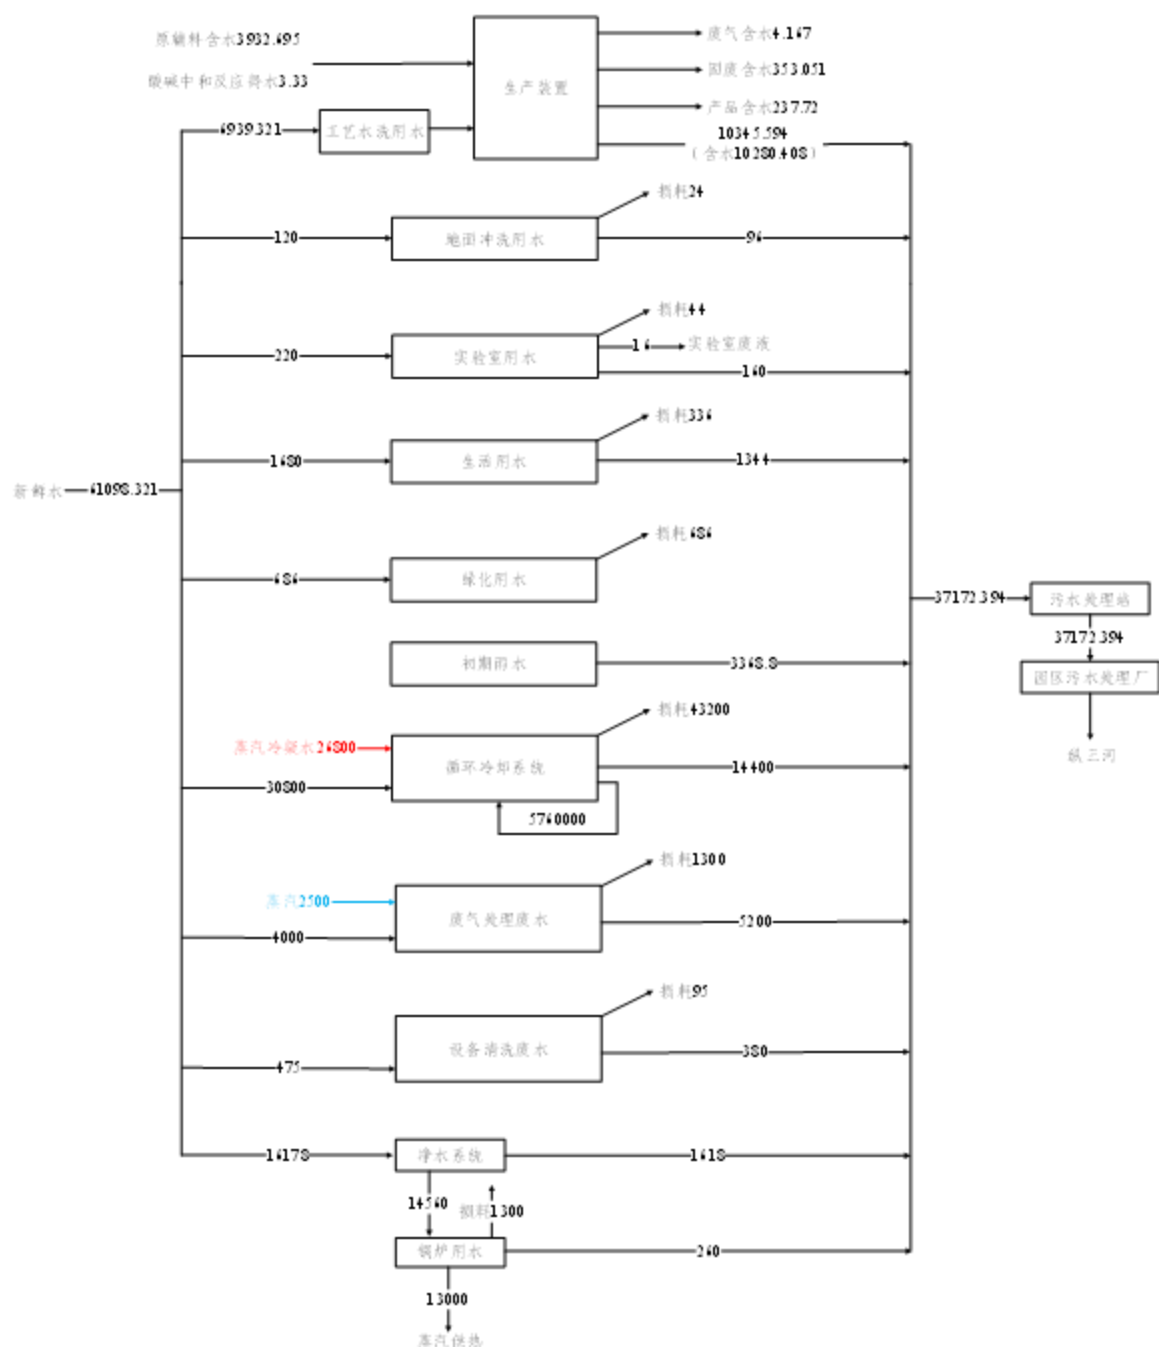 原辅料含水3932.695
酸碱中和反应得水3.33
生产装置
废气含水4.167
固废含水353.051
产品含水237.72
6939.321
工艺水洗用水
10345.594
（含水10280.408）
损耗24
120
地面冲洗用水
96
损耗44
220
实验室用水
16
实验室废液
160
损耗336
1680
生活用水
1344
新鲜水
61098.321
损耗686
686
绿化用水
37172.394
污水处理站
37172.394
初期雨水
3368.8
园区污水处理厂
损耗43200
蒸汽冷凝水26800
循环冷却系统
14400
30800
5760000
纵三河
损耗1300
蒸汽2500
废气处理废水
5200
4000
损耗95
设备清洗废水
380
475
16178
净水系统
1618
14560
损耗1300
锅炉用水
260
13000
蒸汽供热